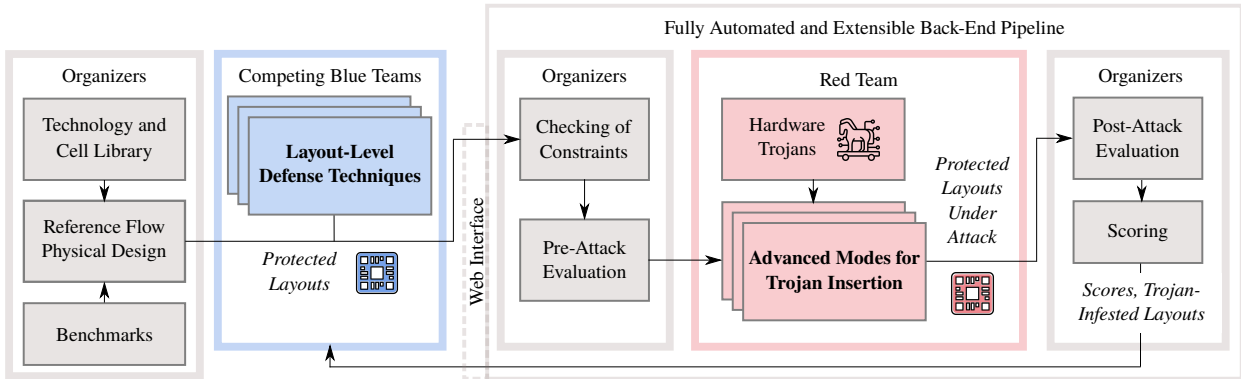 Fully Automated and Extensible Back-End Pipeline
Organizers
Technology and
Cell Library
Reference Flow
Physical Design
Benchmarks
Competing Blue Teams
Layout-Level
Defense Techniques
Protected
Layouts
Web Interface
Organizers
Checking of
Constraints
Pre-Attack
Evaluation
Red Team
Hardware
Trojans
Protected
Layouts
Under
Attack
Advanced Modes for
Trojan Insertion
Organizers
Post-Attack
Evaluation
Scoring
Scores, Trojan-
Infested Layouts